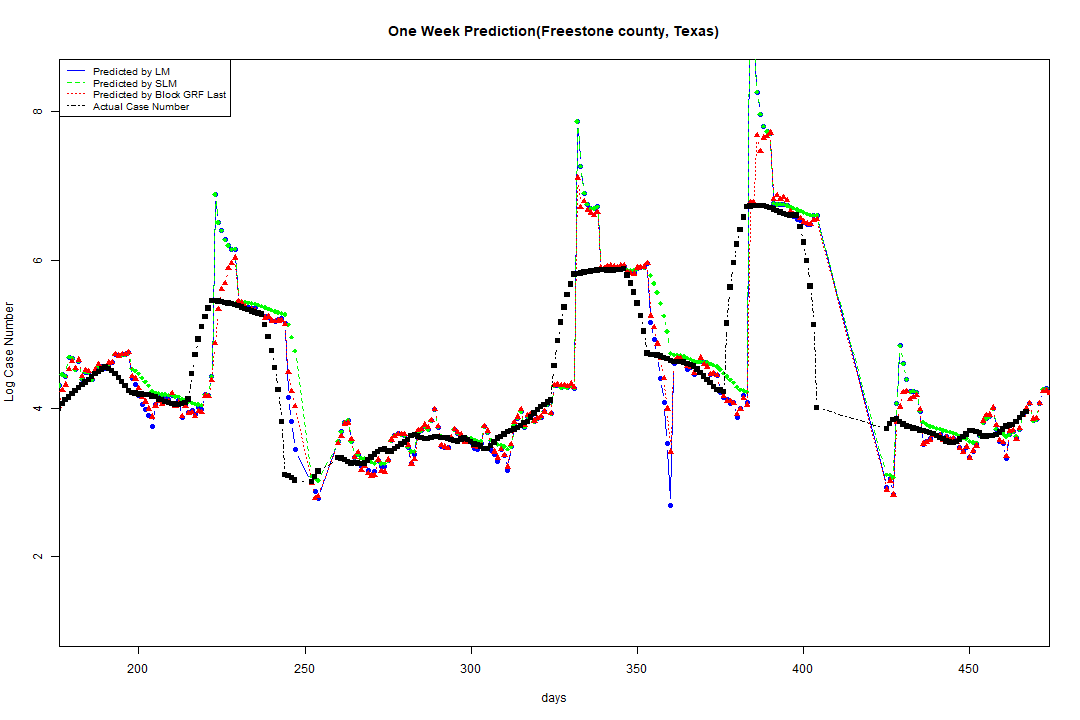 One Week Prediction(Freestone county, Texas)
Predicted by LM
Predicted by SLM
Predicted by Block GRF Last
Actual Case Number
8
6
4
2
Log Case Number
200 250 300 350 400 450
days